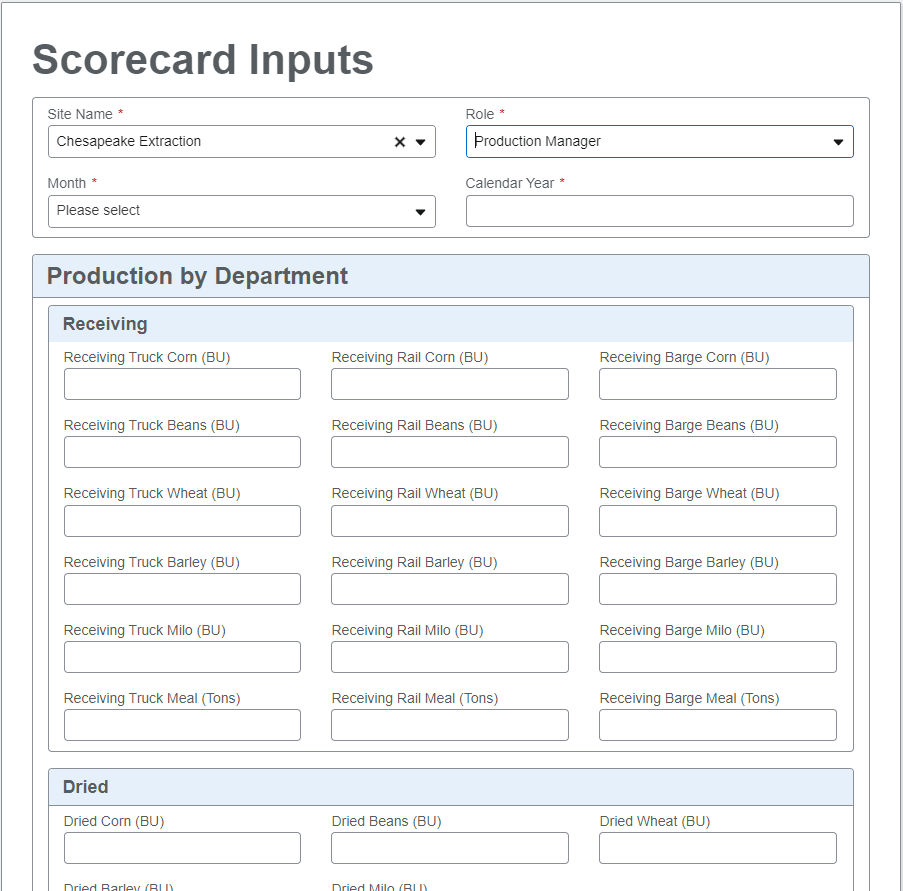 Scorecard Inputs
Site Name * Role *
Chesapeake Extraction Production Manager
Month * Calendar Year *
Please select
Production by Department
Receiving
Receiving Truck Corn (BU) Receiving Rail Corn (BU) Receiving Barge Corn (BU)
Receiving Truck Beans (BU) Receiving Rail Beans (BU) Receiving Barge Beans (BU)
Receiving Truck Wheat (BU) Receiving Rail Wheat (BU) Receiving Barge Wheat (BU)
Receiving Truck Barley (BU) Receiving Rail Barley (BU) Receiving Barge Barley (BU)
Receiving Truck Milo (BU) Receiving Rail Milo (BU) Receiving Barge Milo (BU)
Receiving Truck Meal (Tons) Receiving Rail Meal (Tons) Receiving Barge Meal (Tons)
Dried
Dried Corn (BU) Dried Beans (BU) Dried Wheat (BU)
Dried Barley (BU) Dried Milo (BU)